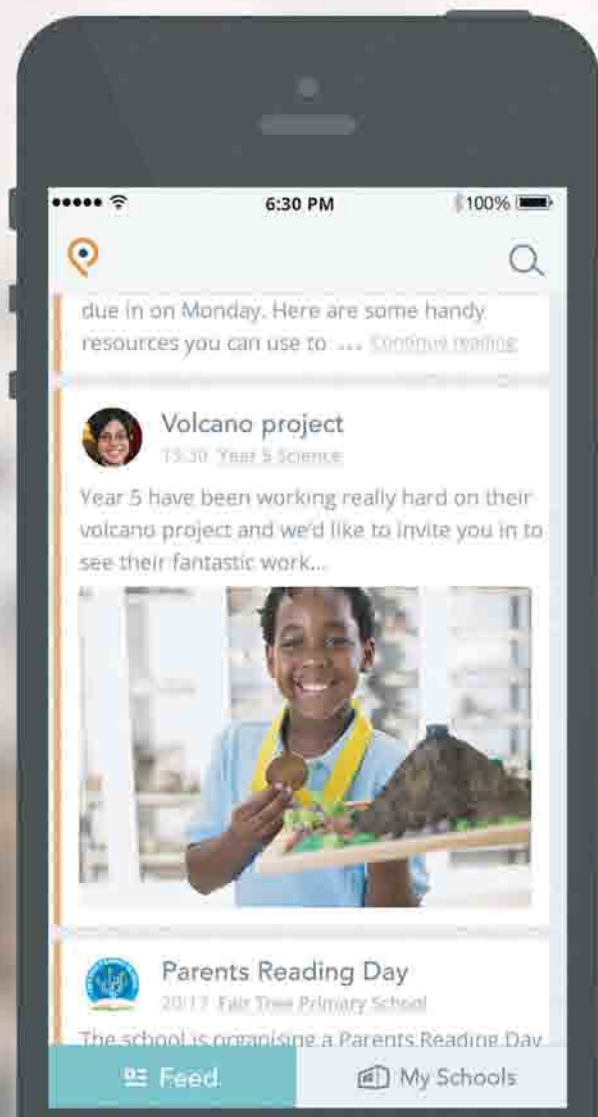 6:30 PM
100%
due in on Monday. Here are some handy
resources you can use to ... Continue reading
Volcano project
13:30 Year 5 Science
Year 5 have been working really hard on their
volcano project and we'd like to invite you in to
see their fantastic work...
Parents Reading Day
20/17 Fair Tree Primary School
The school is organising a Parents Reading Day
Feed
My Schools